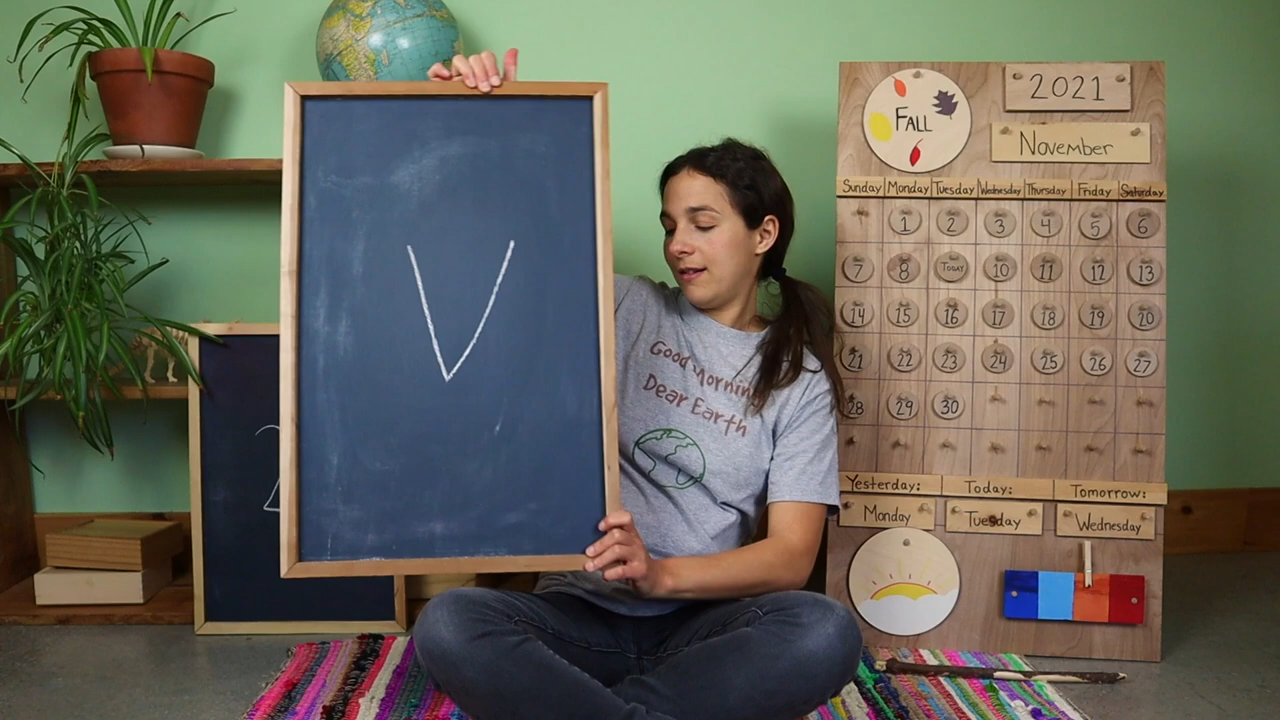 V
2
Good Morning
Dear Earth
FALL
2021
November
Sunday Monday Tuesday Wednesday Thursday Friday Saturday
1 2 3 4 5 6
7 8 TODAY 10 11 12 13
14 15 16 17 18 19 20
21 22 23 24 25 26 27
28 29 30
Yesterday: Today: Tomorrow:
Monday Tuesday Wednesday